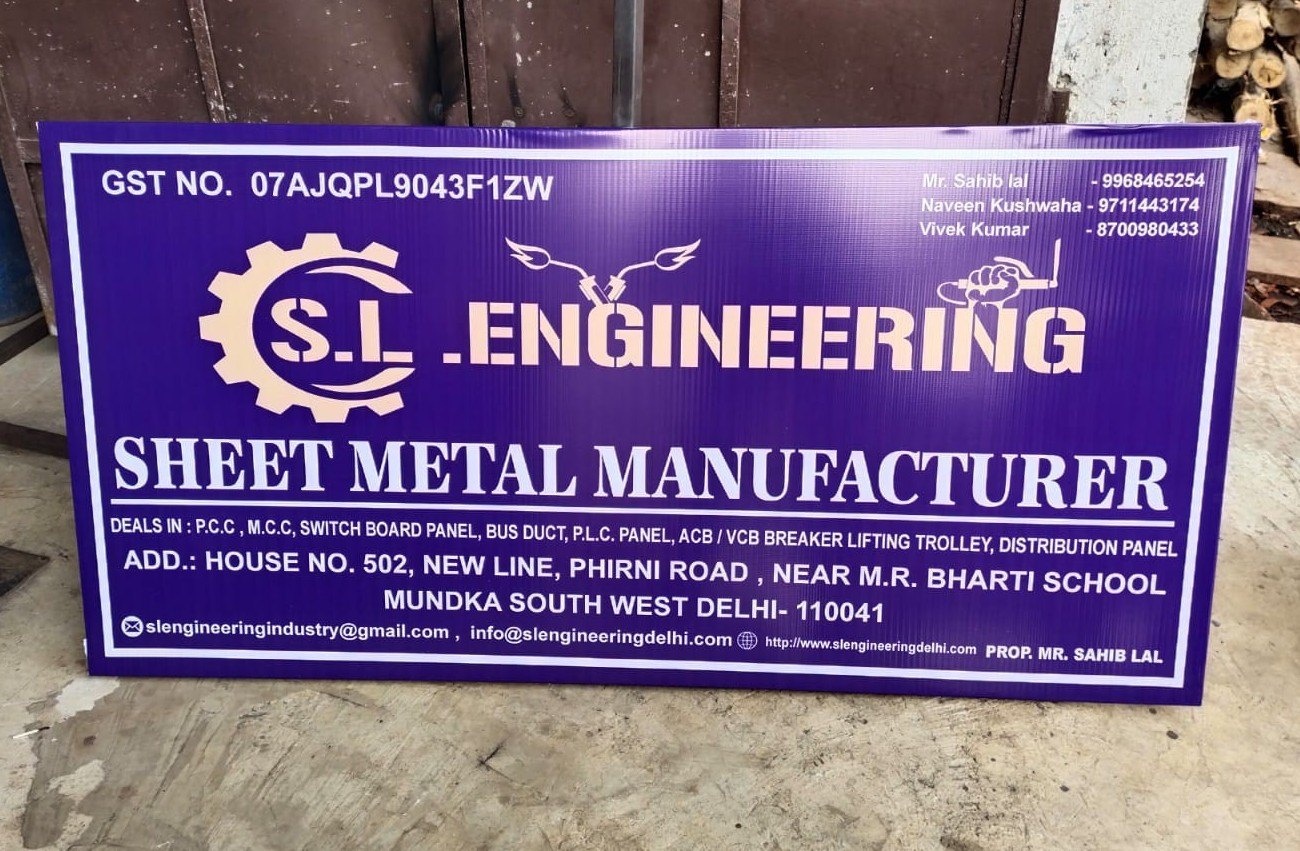 GST NO. 07AJQPL9043F1ZW
Mr. Sahib lal - 9968465254
Naveen Kushwaha - 9711443174
Vivek Kumar - 8700980433
S.L .ENGINEERING
SHEET METAL MANUFACTURER
DEALS IN : P.C.C , M.C.C, SWITCH BOARD PANEL, BUS DUCT, P.L.C. PANEL, ACB / VCB BREAKER LIFTING TROLLEY, DISTRIBUTION PANEL
ADD.: HOUSE NO. 502, NEW LINE, PHIRNI ROAD , NEAR M.R. BHARTI SCHOOL
MUNDKA SOUTH WEST DELHI- 110041
slengineeringindustry@gmail.com , info@slengineeringdelhi.com http://www.slengineeringdelhi.com PROP. MR. SAHIB LAL